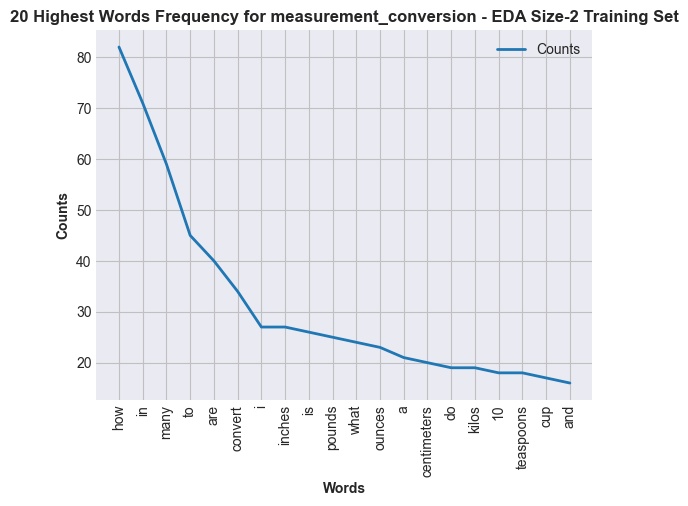 20 Highest Words Frequency for measurement_conversion - EDA Size-2 Training Set
Counts
80
70
60
50
40
30
20
Counts
how
in
many
to
are
convert
i
inches
is
pounds
what
ounces
a
centimeters
do
kilos
10
teaspoons
cup
and
Words